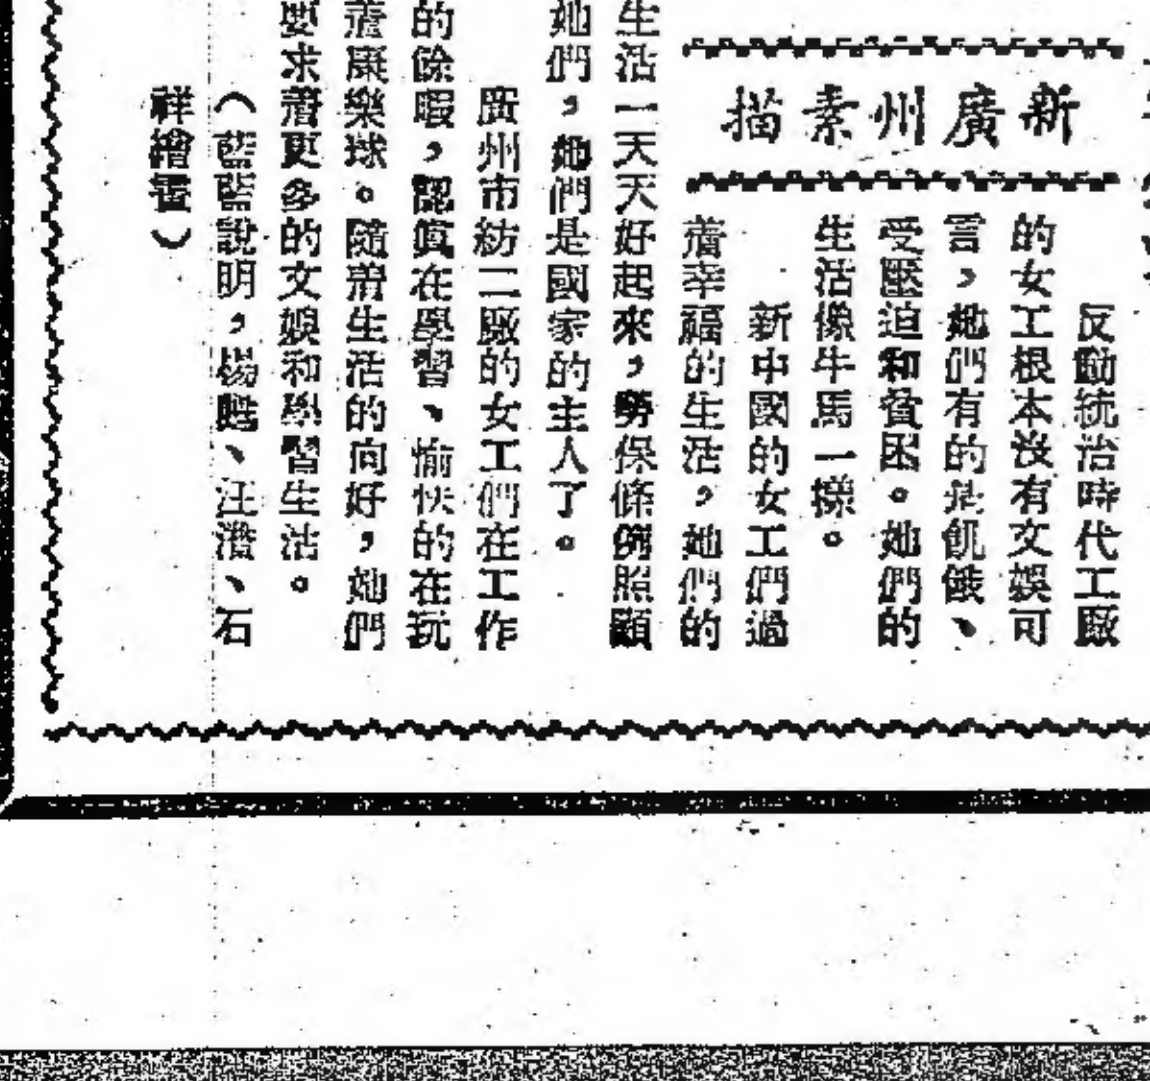 新廣州素描
反動統治時代工廠
的女工根本沒有文娛可
言，她們有的是飢餓、
受壓迫和貧困。她們的
生活像牛馬一樣。
新中國的女工們過
着幸福的生活，她們的
生活一天天好起來，勞保條例照顧
她們，她們是國家的主人了。
廣州市紡二廠的女工們在工作
的餘暇，認眞在學習、愉快的在玩
着康樂球。隨着生活的向好，她們
要求着更多的文娛和學習生活。
（藍藍說明，楊甦、汪濳、石
祥繪畫）